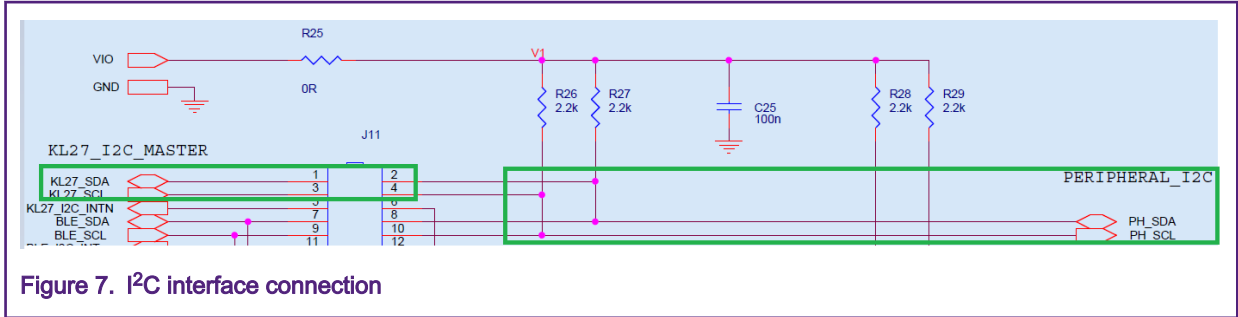 R25
VIO
V1
GND
0R
R26
2.2k
R27
2.2k
C25
100n
R28
2.2k
R29
2.2k
J11
KL27_I2C_MASTER
PERIPHERAL_I2C
KL27_SDA 1 2
KL27_SCL 3 4
KL27_I2C_INTN 5 6
BLE_SDA 7 8 PH_SDA
BLE_SCL 9 10 PH_SCL
11 12
Figure 7. I²C interface connection